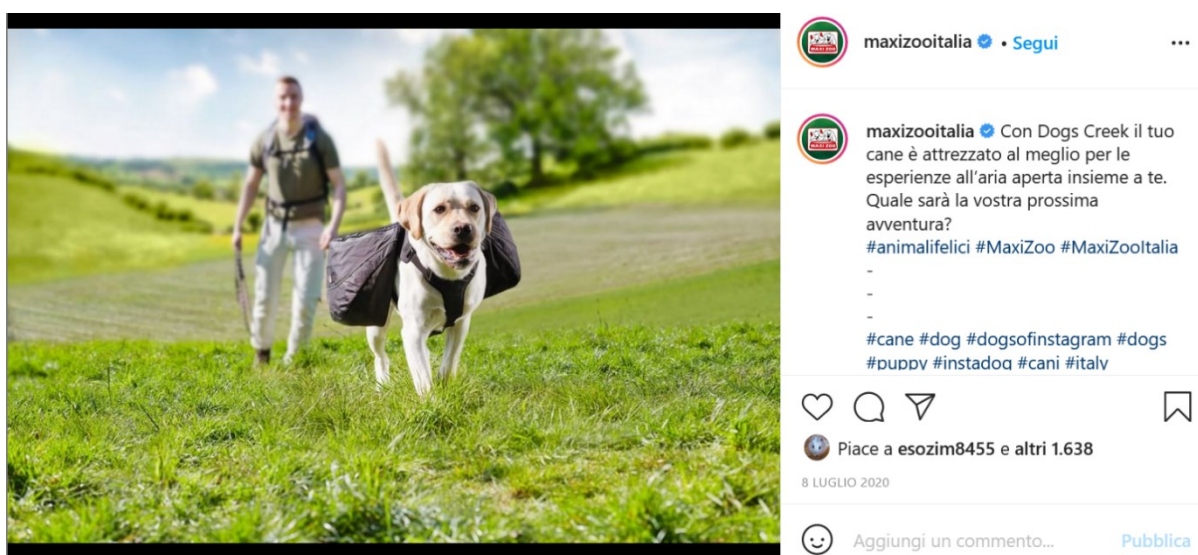 maxizooitalia • Segui
maxizooitalia Con Dogs Creek il tuo
cane è attrezzato al meglio per le
esperienze all'aria aperta insieme a te.
Quale sarà la vostra prossima
avventura?
#animalifelici #MaxiZoo #MaxiZooItalia
-
-
-
#cane #dog #dogsofinstagram #dogs
#puppy #instadog #cani #italy
Piace a esozim8455 e altri 1.638
8 LUGLIO 2020
Aggiungi un commento... Pubblica